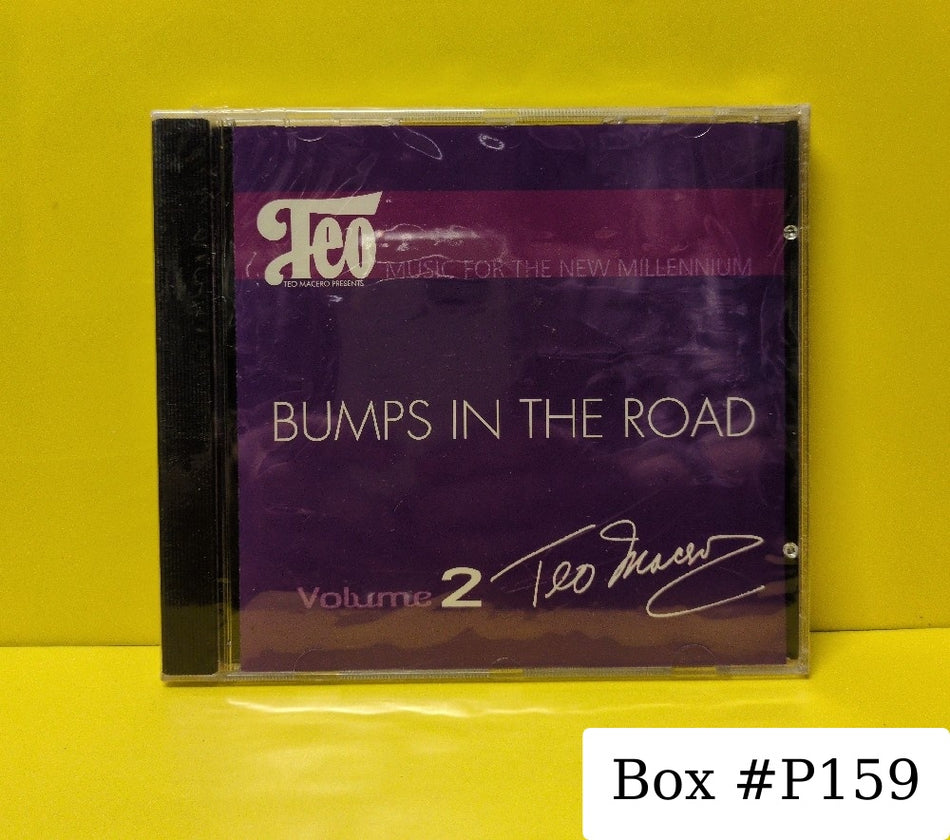 Teo
TEO MACERO PRESENTS
MUSIC FOR THE NEW MILLENNIUM
BUMPS IN THE ROAD
Volume 2
Teo Macero
Box #P159